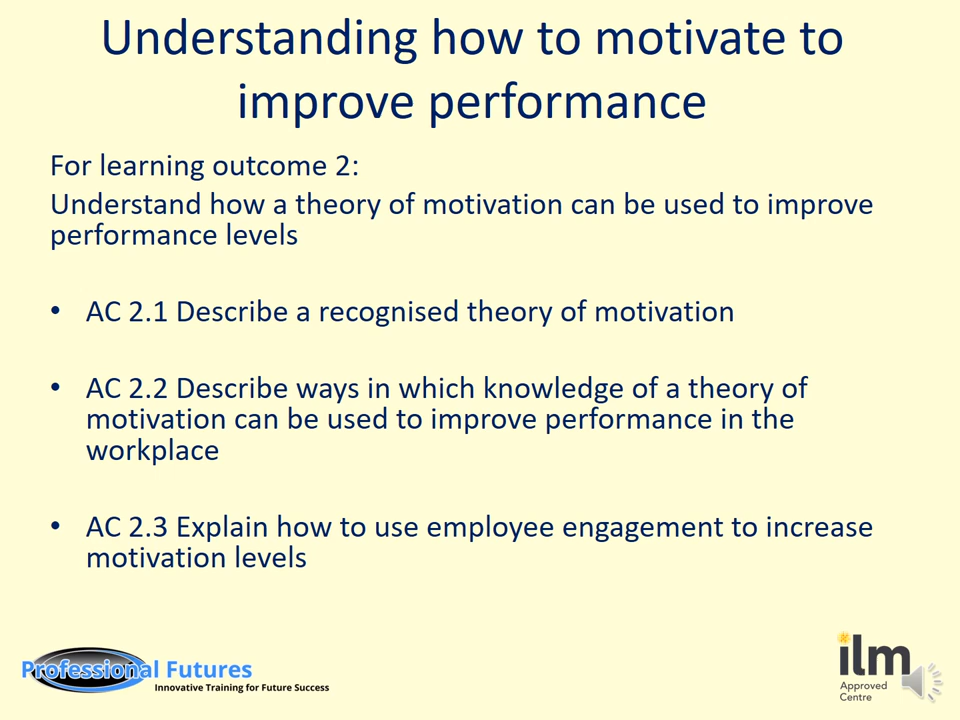 Understanding how to motivate to
improve performance
For learning outcome 2:
Understand how a theory of motivation can be used to improve
performance levels
• AC 2.1 Describe a recognised theory of motivation
• AC 2.2 Describe ways in which knowledge of a theory of
motivation can be used to improve performance in the
workplace
• AC 2.3 Explain how to use employee engagement to increase
motivation levels
Professional Futures
Innovative Training for Future Success
ilm
Approved
Centre